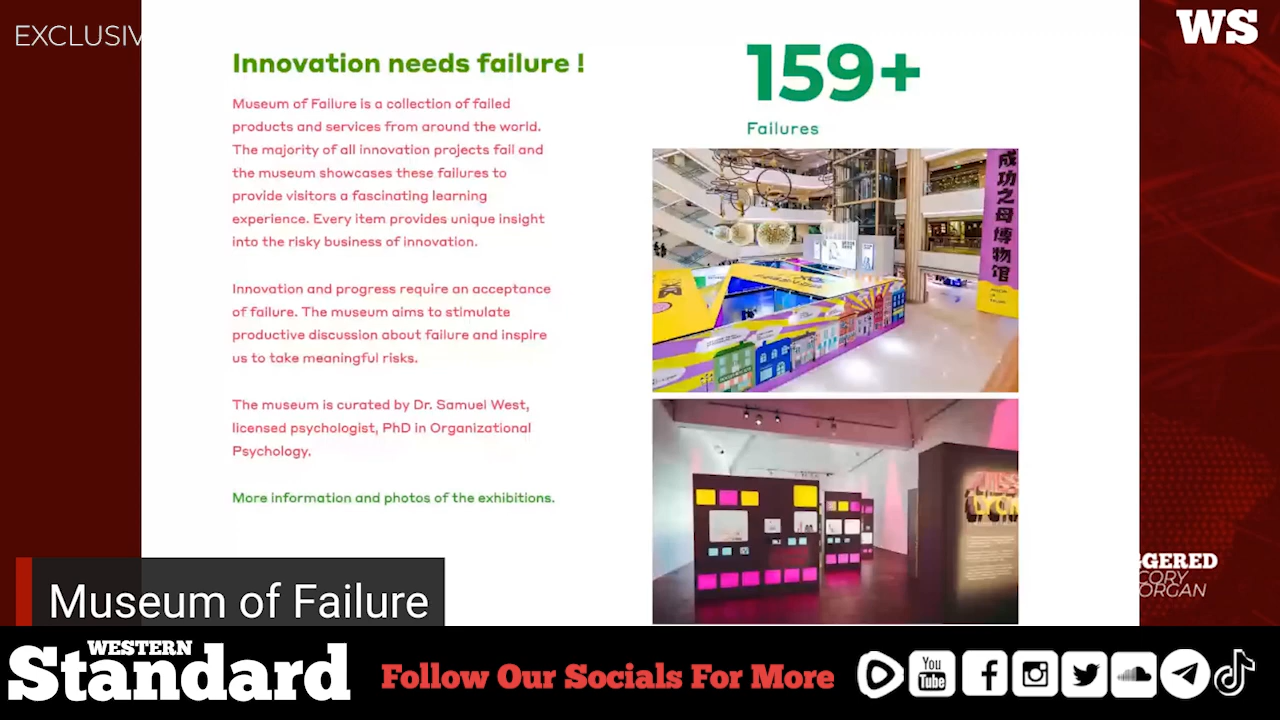 EXCLUSIV
WS
Innovation needs failure !
Museum of Failure is a collection of failed
products and services from around the world.
The majority of all innovation projects fail and
the museum showcases these failures to
provide visitors a fascinating learning
experience. Every item provides unique insight
into the risky business of innovation.
Innovation and progress require an acceptance
of failure. The museum aims to stimulate
productive discussion about failure and inspire
us to take meaningful risks.
The museum is curated by Dr. Samuel West,
licensed psychologist, PhD in Organizational
Psychology.
More information and photos of the exhibitions.
159+
Failures
成功之母博物馆
GGERED
CORY
ORGAN
Museum of Failure
WESTERN
Standard
Follow Our Socials For More
You
Tube